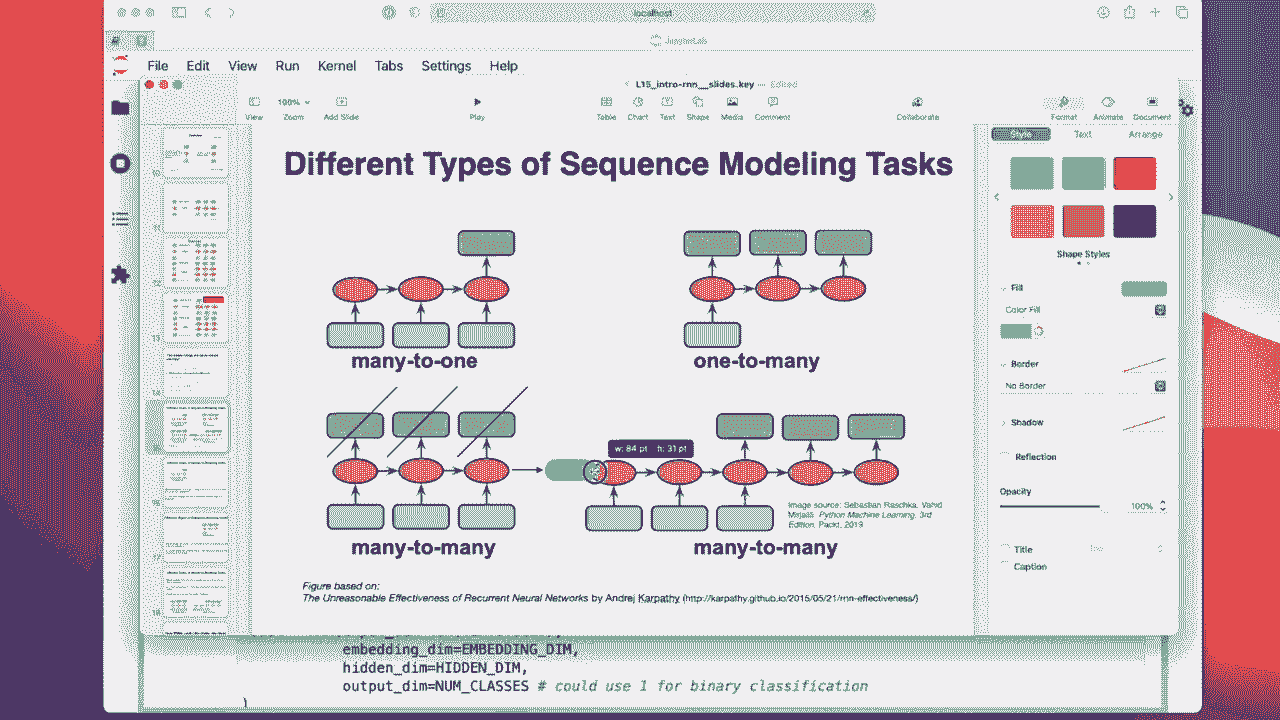 localhost
JupyterLab
File Edit View Run Kernel Tabs Settings Help
L15_intro-rnn__slides.key — Edited
100%
View Zoom Add Slide Play Table Chart Text Shape Media Comment Collaborate Format Animate Document
Style Text Arrange
Different Types of Sequence Modeling Tasks
Shape Styles
Fill
Color Fill
many-to-one
one-to-many
Border
No Border
Shadow
w: 84 pt h: 31 pt
Reflection
Opacity
100%
Image source: Sebastian Raschka, Vahid
Mirjalili. Python Machine Learning. 3rd
Edition. Packt, 2019
many-to-many
many-to-many
Title
Caption
Figure based on:
The Unreasonable Effectiveness of Recurrent Neural Networks by Andrej Karpathy (http://karpathy.github.io/2015/05/21/rnn-effectiveness/)
embedding_dim=EMBEDDING_DIM,
hidden_dim=HIDDEN_DIM,
output_dim=NUM_CLASSES # could use 1 for binary classification
)